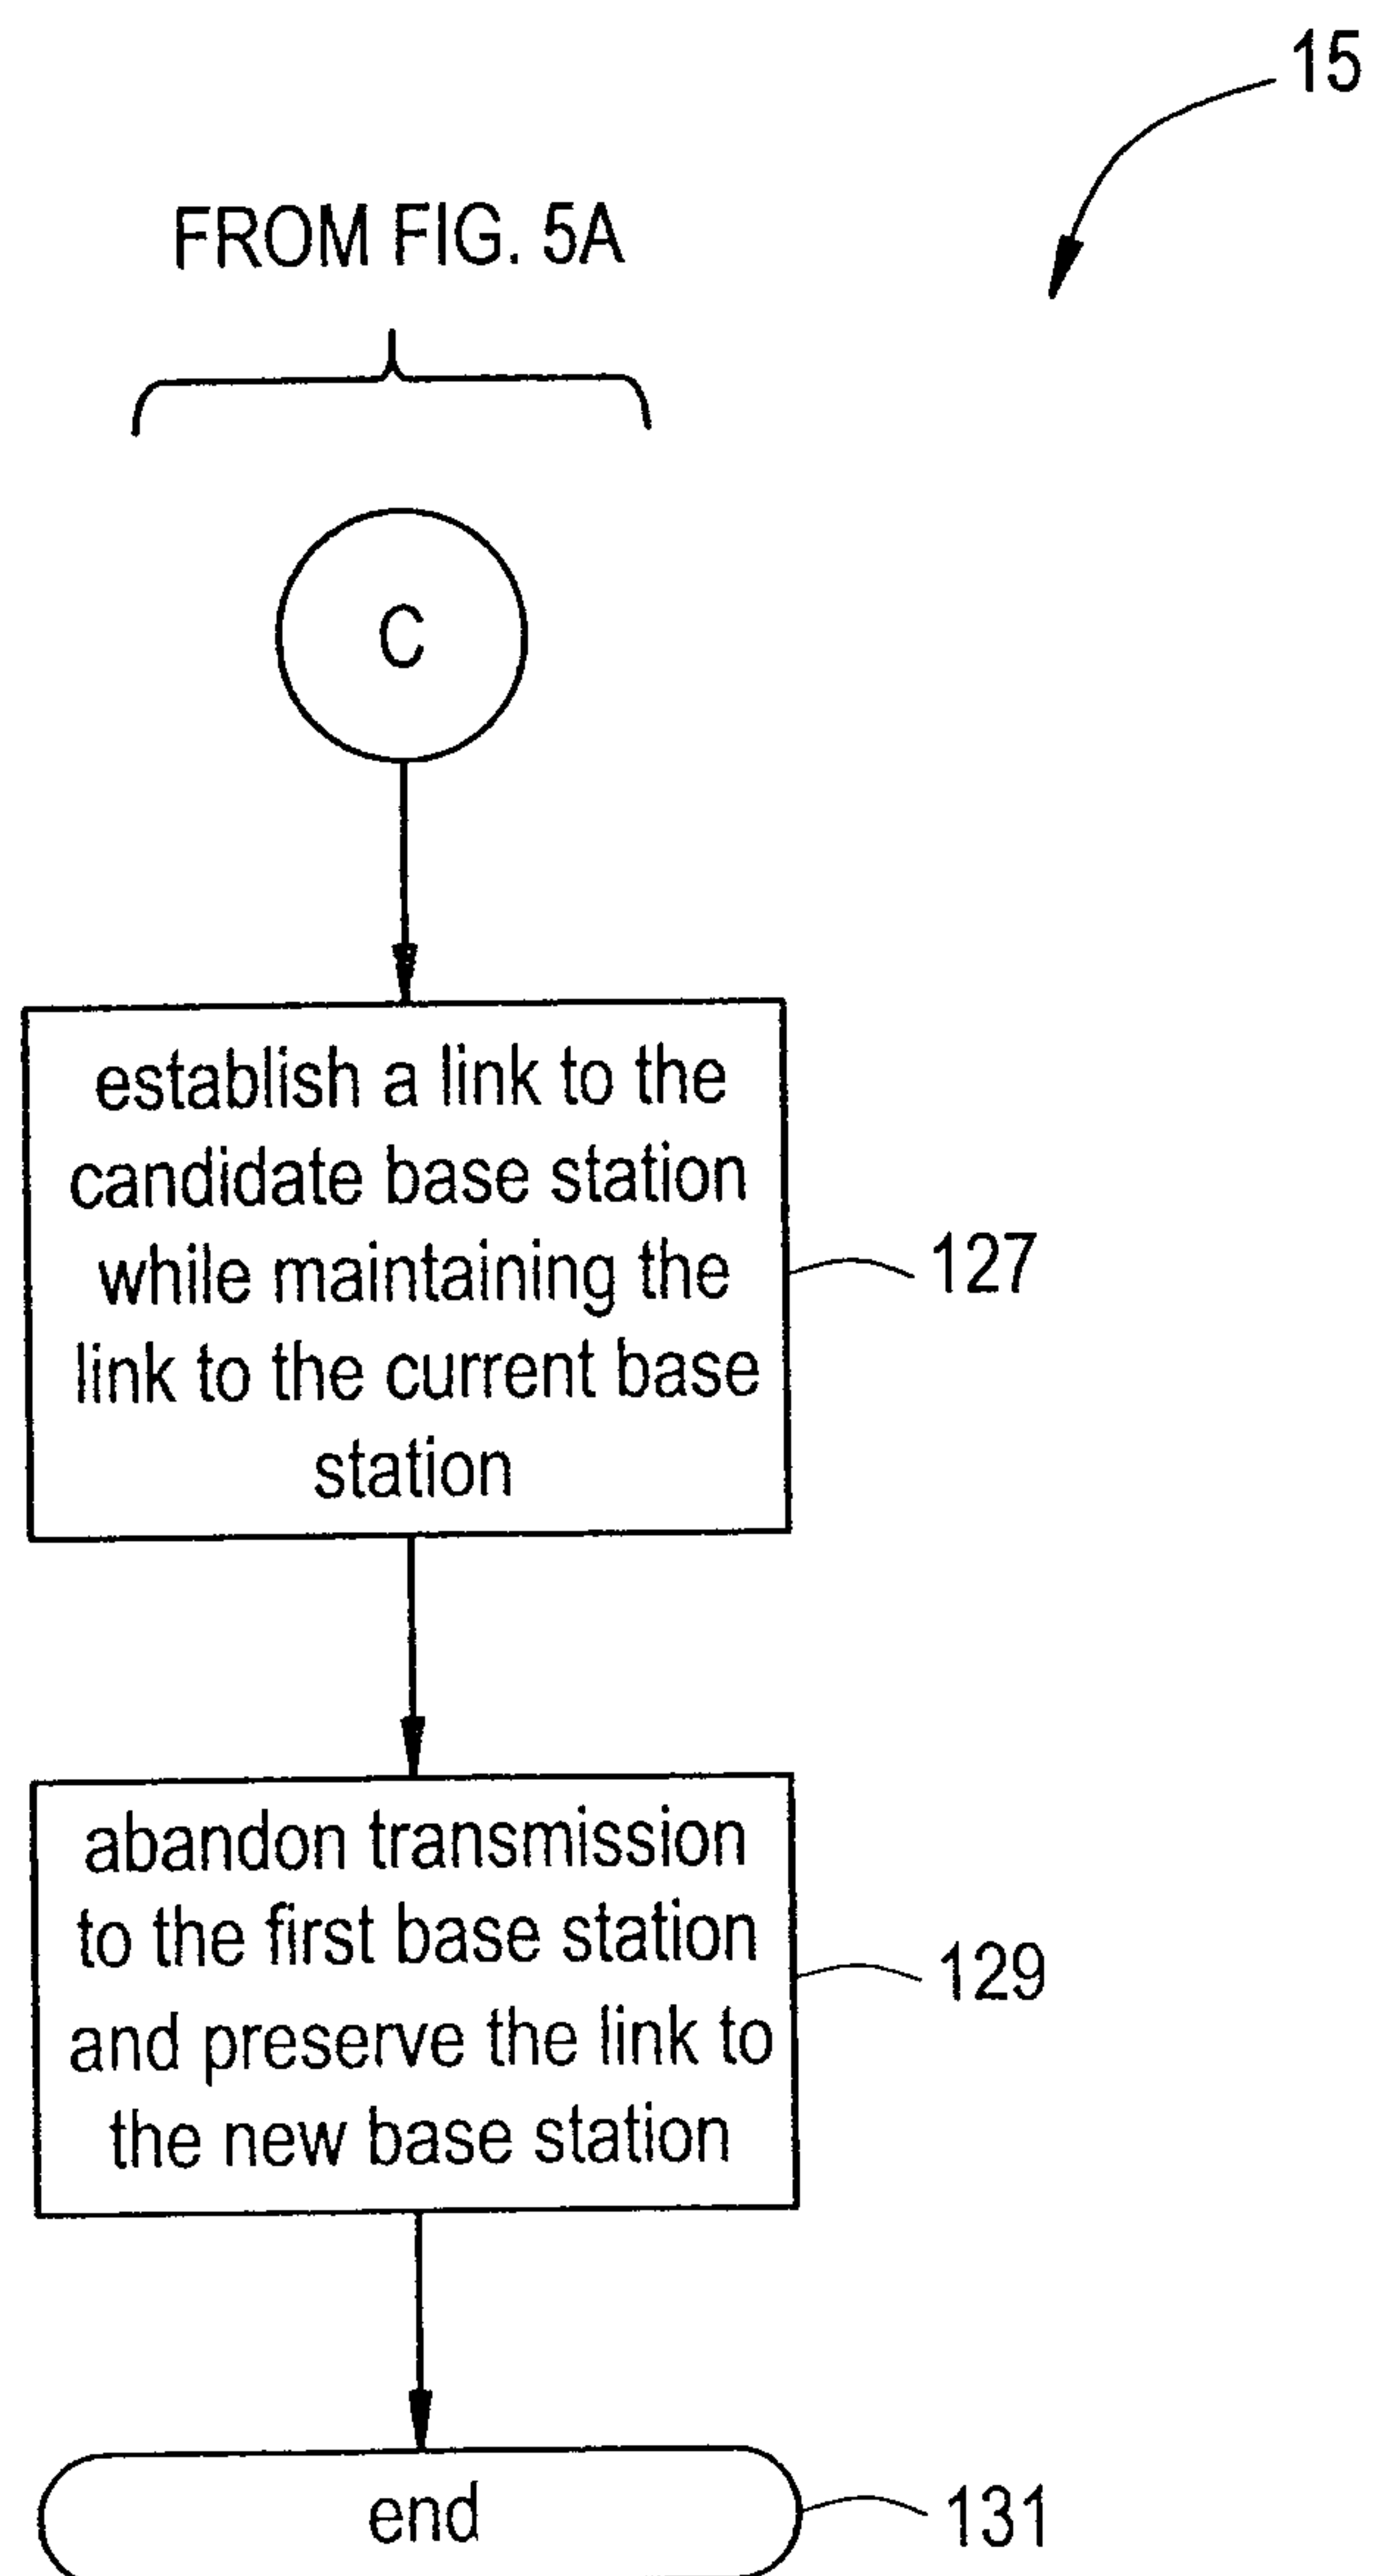 15
FROM FIG. 5A
C
establish a link to the
candidate base station
while maintaining the
link to the current base
station
127
abandon transmission
to the first base station
and preserve the link to
the new base station
129
end
131